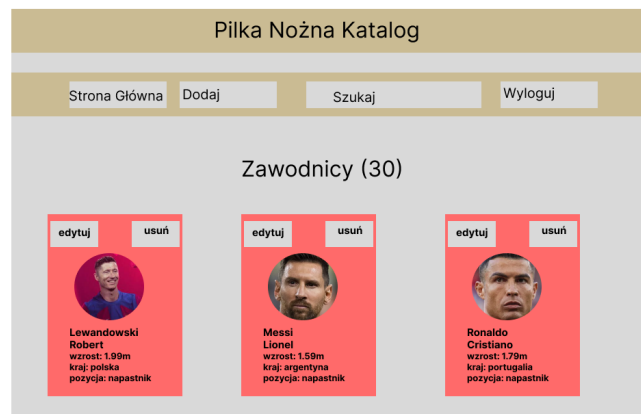 Pilka Nożna Katalog
Strona Główna Dodaj Szukaj Wyloguj
Zawodnicy (30)
edytuj usuń edytuj usuń edytuj usuń
Lewandowski
Robert
wzrost: 1.99m
kraj: polska
pozycja: napastnik
Messi
Lionel
wzrost: 1.59m
kraj: argentyna
pozycja: napastnik
Ronaldo
Cristiano
wzrost: 1.79m
kraj: portugalia
pozycja: napastnik